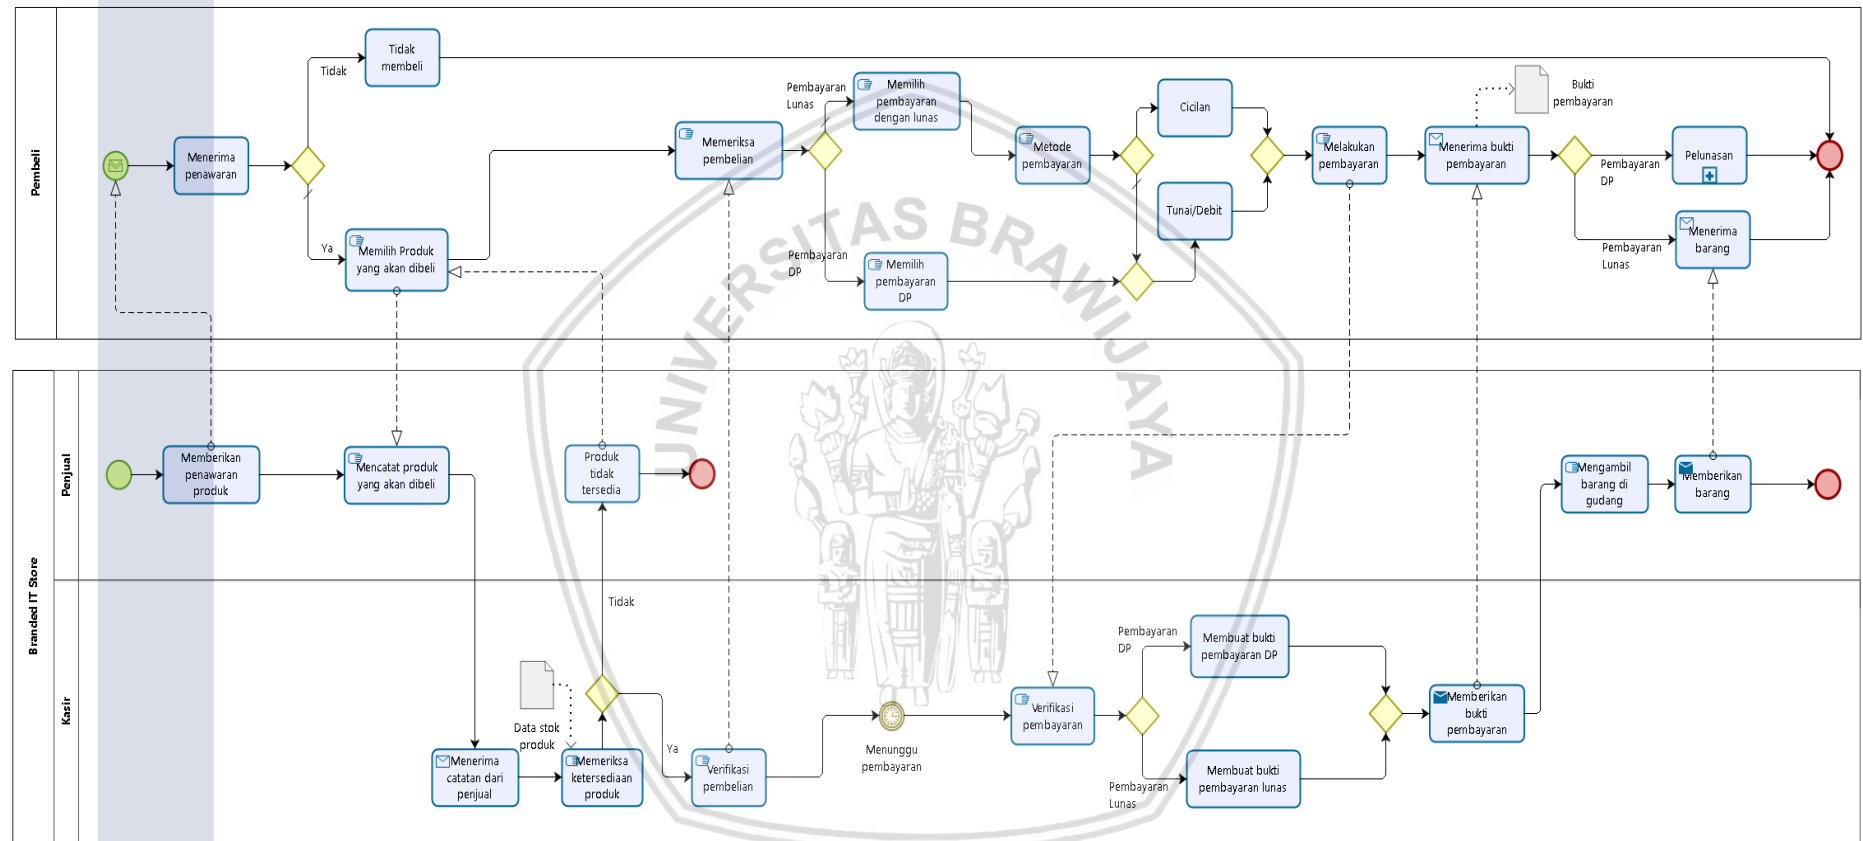 Pembeli
Tidak
membeli
Tidak
Menerima
penawaran
Ya
Memilih Produk
yang akan dibeli
Memeriksa
pembelian
Pembayaran
Lunas
Memilih
pembayaran
dengan lunas
Pembayaran
DP
Memilih
pembayaran
DP
Metode
pembayaran
Cicilan
Tunai/Debit
Melakukan
pembayaran
Menerima bukti
pembayaran
Bukti
pembayaran
Pembayaran
DP
Pelunasan
Pembayaran
Lunas
Menerima
barang
UNIVERSITAS BRAWIJAYA
Branded IT Store
Penjual
Memberikan
penawaran
produk
Mencatat produk
yang akan dibeli
Produk
tidak
tersedia
Mengambil
barang di
gudang
Memberikan
barang
Kasir
Tidak
Data stok
produk
Menerima
catatan dari
penjual
Memeriksa
ketersediaan
produk
Ya
Verifikasi
pembelian
Menunggu
pembayaran
Verifikasi
pembayaran
Pembayaran
DP
Membuat bukti
pembayaran DP
Pembayaran
Lunas
Membuat bukti
pembayaran lunas
Memberikan
bukti
pembayaran